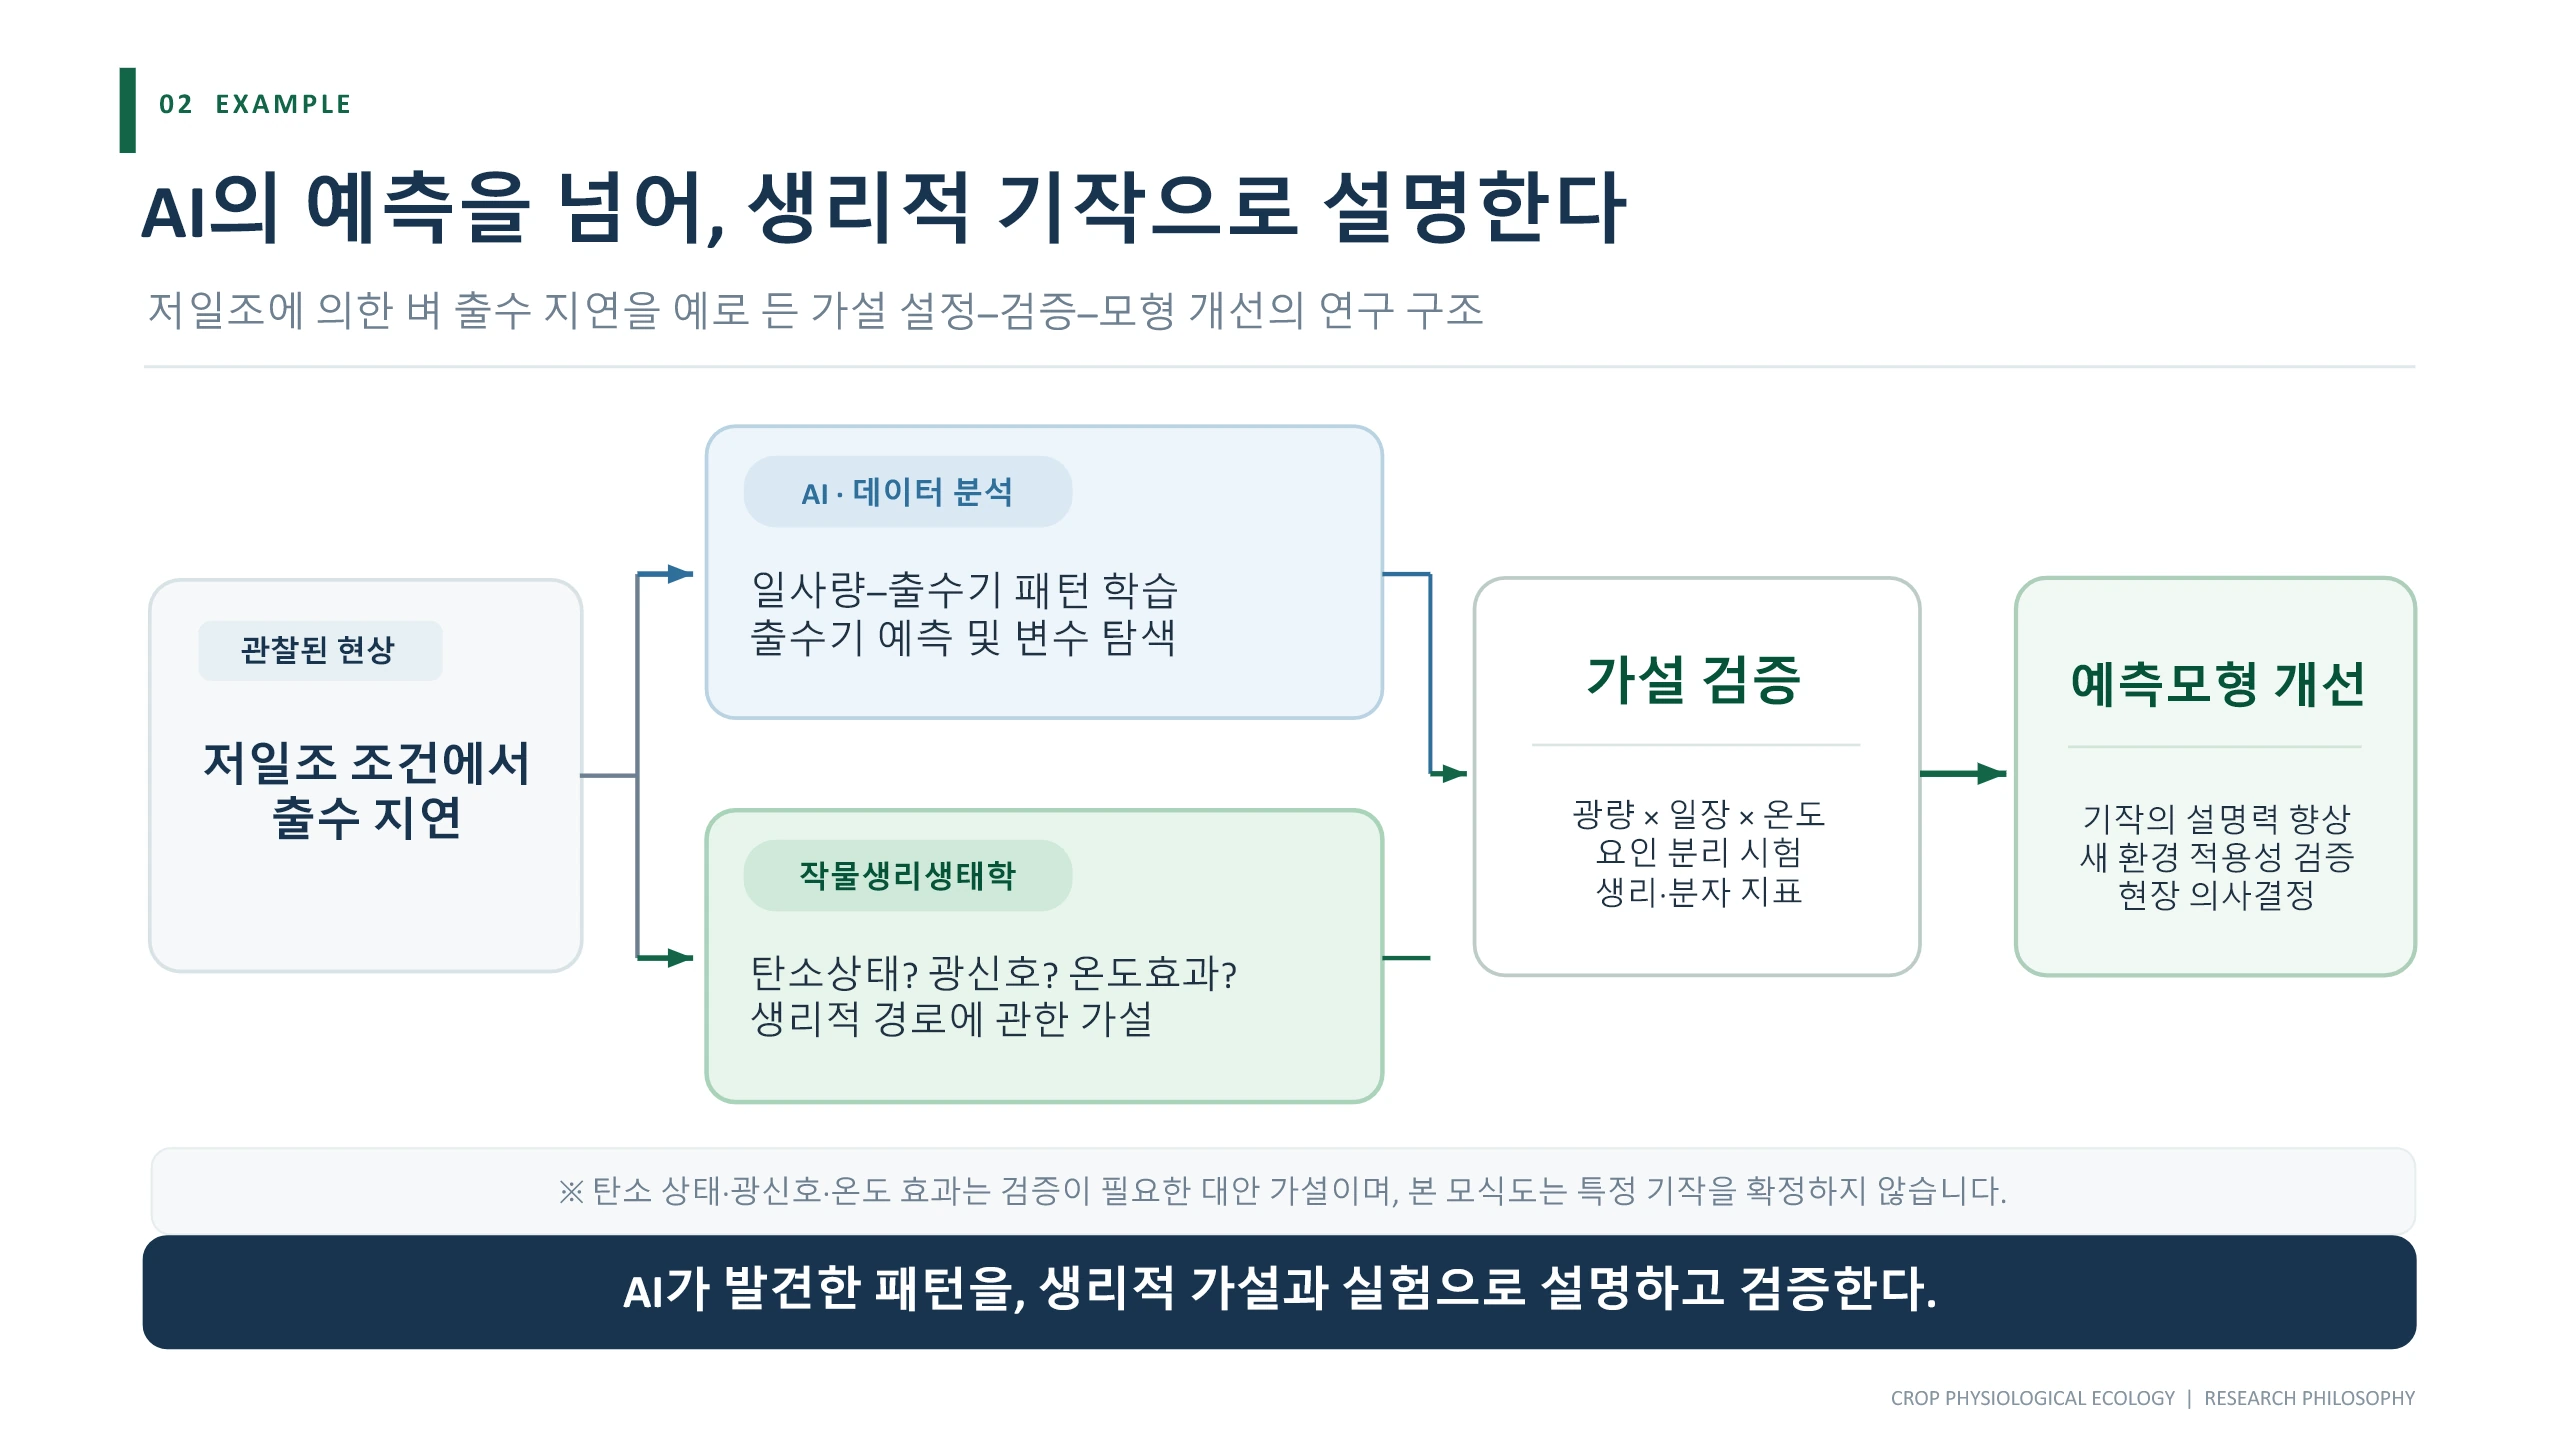 02 EXAMPLE
AI의 예측을 넘어, 생리적 기작으로 설명한다
저일조에 의한 벼 출수 지연을 예로 든 가설 설정–검증–모형 개선의 연구 구조
관찰된 현상
저일조 조건에서
출수 지연
AI · 데이터 분석
일사량–출수기 패턴 학습
출수기 예측 및 변수 탐색
작물생리생태학
탄소상태? 광신호? 온도효과?
생리적 경로에 관한 가설
가설 검증
광량 × 일장 × 온도
요인 분리 시험
생리·분자 지표
예측모형 개선
기작의 설명력 향상
새 환경 적용성 검증
현장 의사결정
※ 탄소 상태·광신호·온도 효과는 검증이 필요한 대안 가설이며, 본 모식도는 특정 기작을 확정하지 않습니다.
AI가 발견한 패턴을, 생리적 가설과 실험으로 설명하고 검증한다.
CROP PHYSIOLOGICAL ECOLOGY | RESEARCH PHILOSOPHY